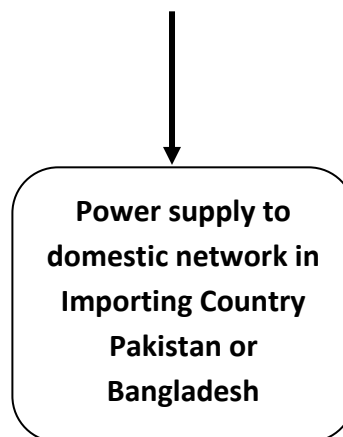 Power supply to
domestic network in
Importing Country
Pakistan or
Bangladesh